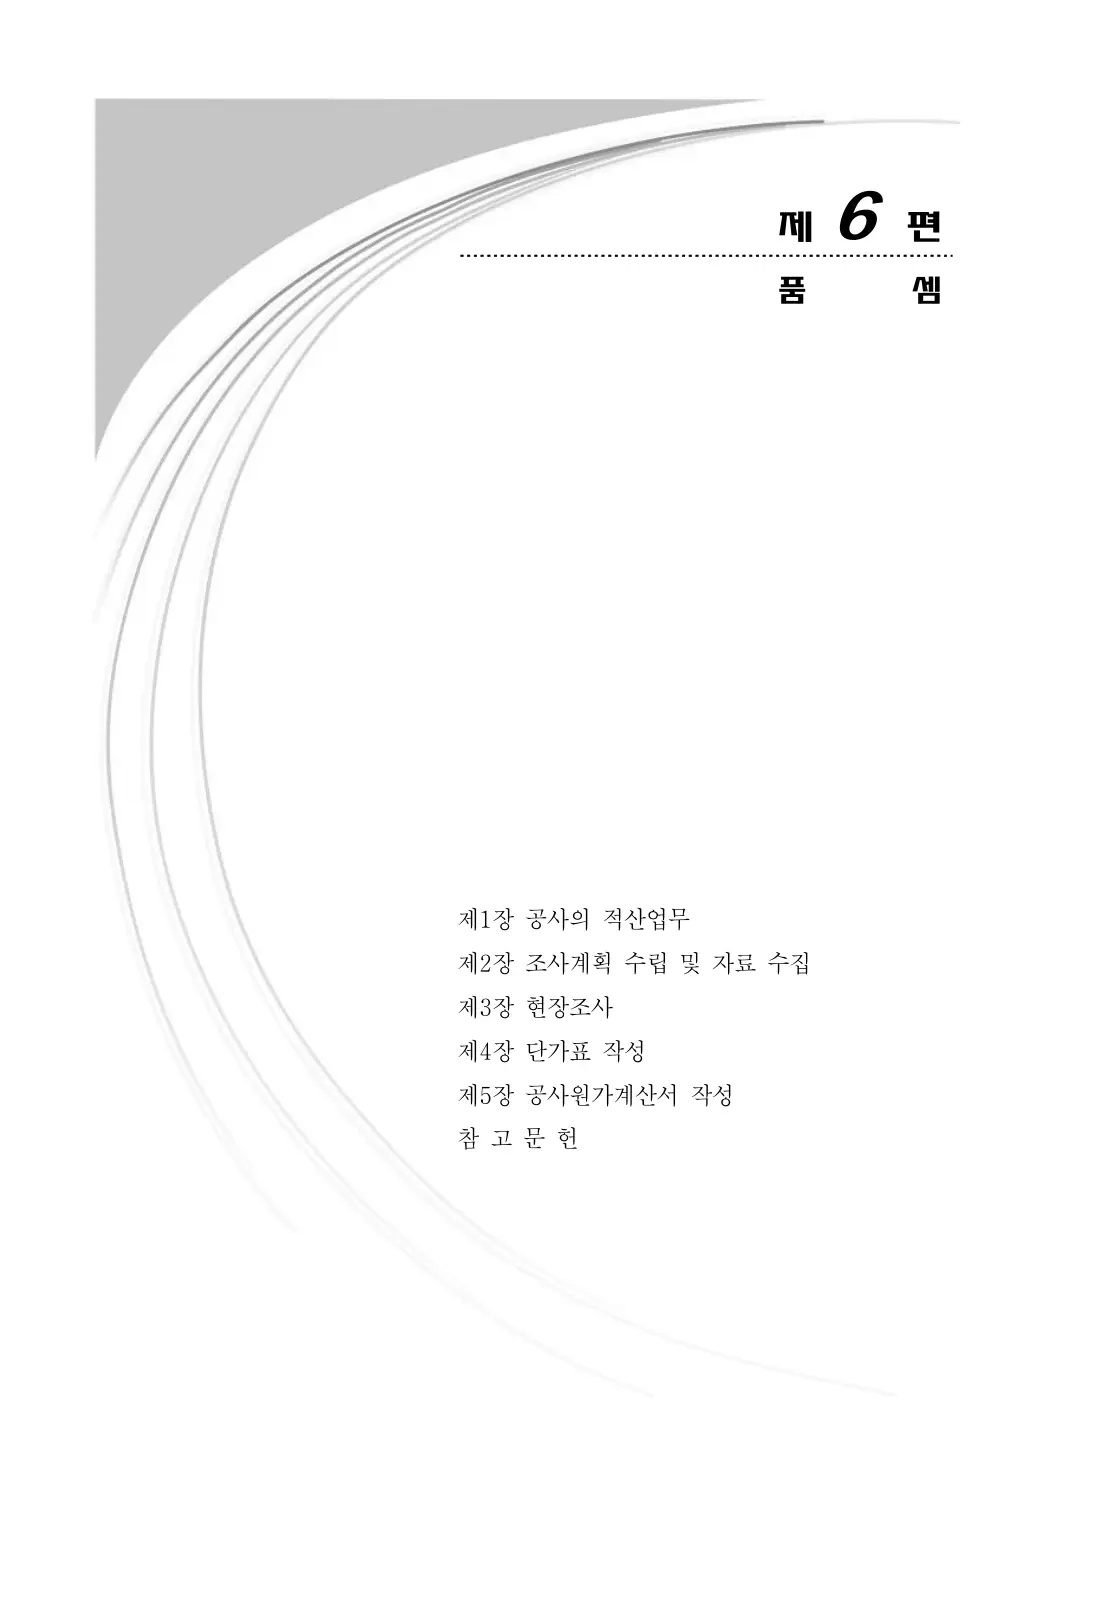 제 6 편
품 셈
제1장 공사의 적산업무
제2장 조사계획 수립 및 자료 수집
제3장 현장조사
제4장 단가표 작성
제5장 공사원가계산서 작성
참 고 문 헌